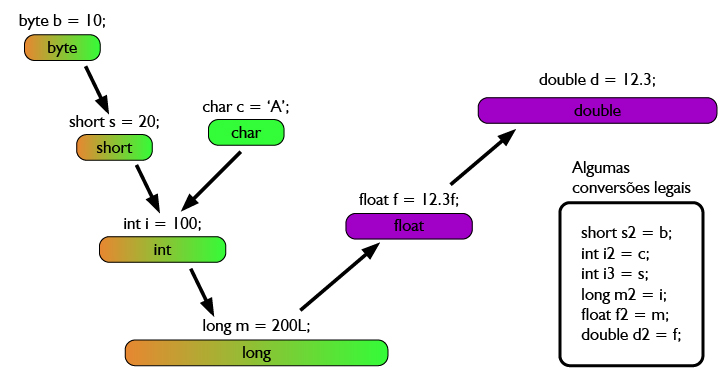 byte b = 10;
byte
short s = 20;
short
char c = ‘A’;
char
int i = 100;
int
long m = 200L;
long
float f = 12.3f;
float
double d = 12.3;
double
Algumas
conversões legais
short s2 = b;
int i2 = c;
int i3 = s;
long m2 = i;
float f2 = m;
double d2 = f;